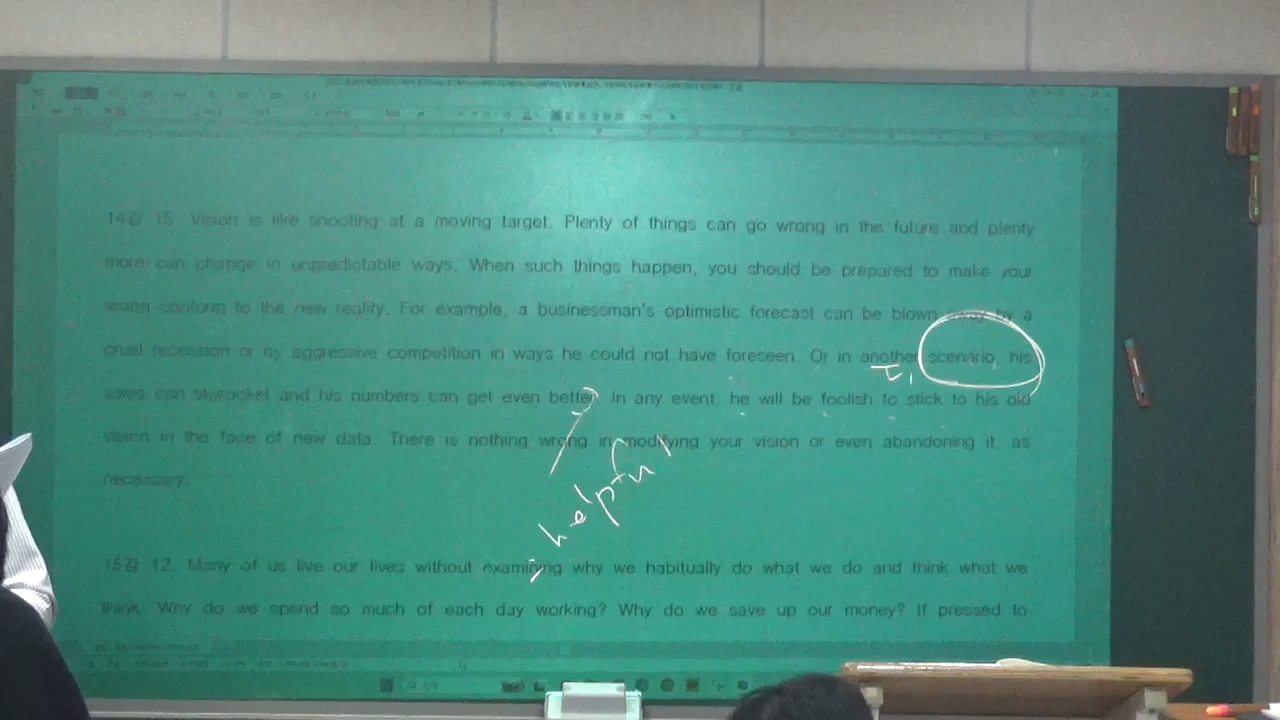 14강 15. Vision is like shooting at a moving target. Plenty of things can go wrong in the future and plenty
more can change in unpredictable ways. When such things happen, you should be prepared to make your
vision conform to the new reality. For example, a businessman's optimistic forecast can be blown away by a
cruel recession or by aggressive competition in ways he could not have foreseen. Or in another scenario, his
sales can skyrocket and his numbers can get even better. In any event, he will be foolish to stick to his old
vision in the face of new data. There is nothing wrong in modifying your vision or even abandoning it, as
necessary.
helpful
15강 12. Many of us live our lives without examining why we habitually do what we do and think what we
think. Why do we spend so much of each day working? Why do we save up our money? If pressed to